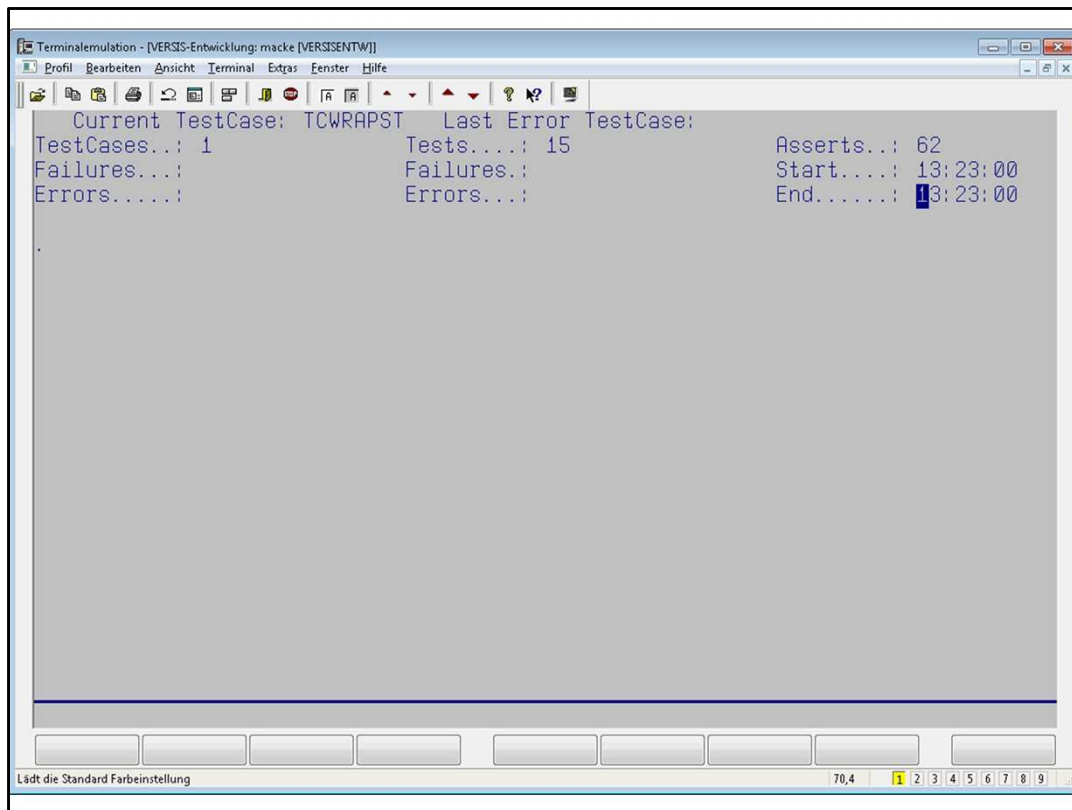 Terminalemulation - [VERSIS-Entwicklung: macke [VERSISENTW]]
Profil Bearbeiten Ansicht Terminal Extras Fenster Hilfe
Current TestCase: TCWRAPST Last Error TestCase:
TestCases..: 1 Tests....: 15 Asserts..: 62
Failures...: Failures.: Start....: 13:23:00
Errors.....: Errors...: End......: 13:23:00
.
Lädt die Standard Farbeinstellung 70,4 1 2 3 4 5 6 7 8 9